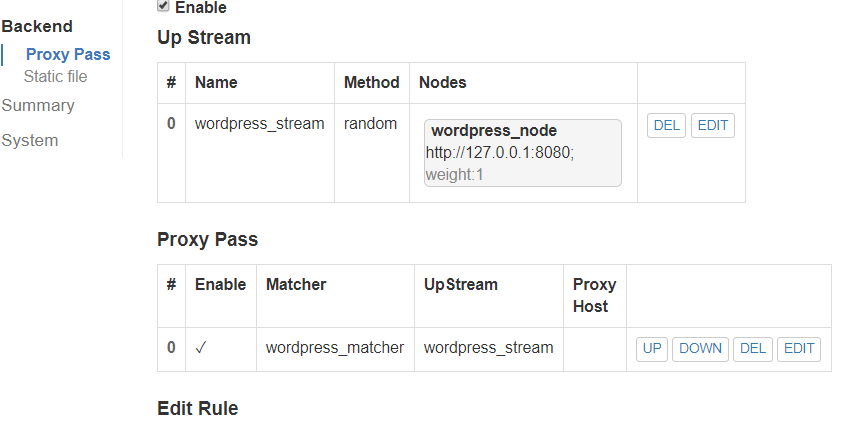 Enable
Backend
Proxy Pass
Static file
Summary
System
Up Stream
# Name Method Nodes
0 wordpress_stream random wordpress_node
http://127.0.0.1:8080;
weight:1
DEL EDIT
Proxy Pass
# Enable Matcher UpStream Proxy
Host
0 ✓ wordpress_matcher wordpress_stream UP DOWN DEL EDIT
Edit Rule